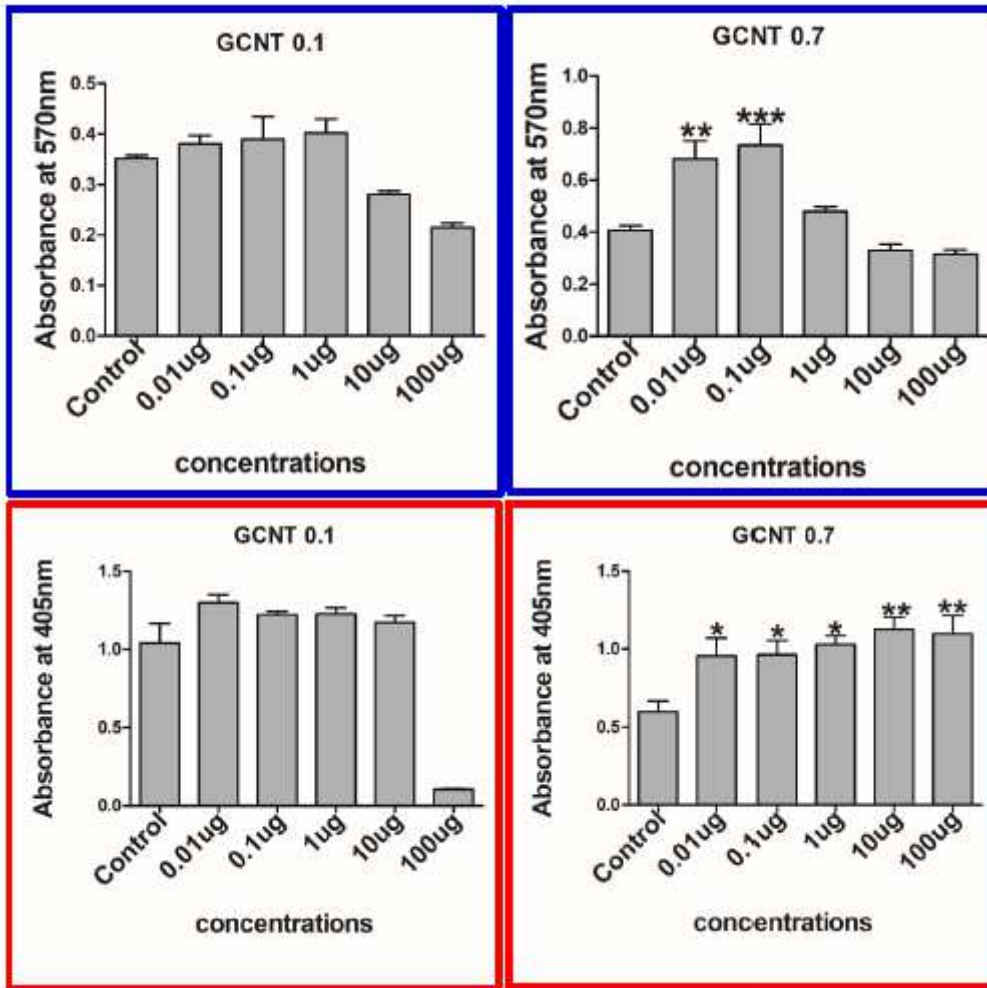 GCNT 0.1
Absorbance at 570nm
0.5
0.4
0.3
0.2
0.1
0.0
Control
0.01ug
0.1ug
1ug
10ug
100ug
concentrations
GCNT 0.7
Absorbance at 570nm
1.0
0.8
0.6
0.4
0.2
0.0
**
***
Control
0.01ug
0.1ug
1ug
10ug
100ug
concentrations
GCNT 0.1
Absorbance at 405nm
1.5
1.0
0.5
0.0
Control
0.01ug
0.1ug
1ug
10ug
100ug
concentrations
GCNT 0.7
Absorbance at 405nm
1.5
1.0
0.5
0.0
*
*
*
**
**
Control
0.01ug
0.1ug
1ug
10ug
100ug
concentrations